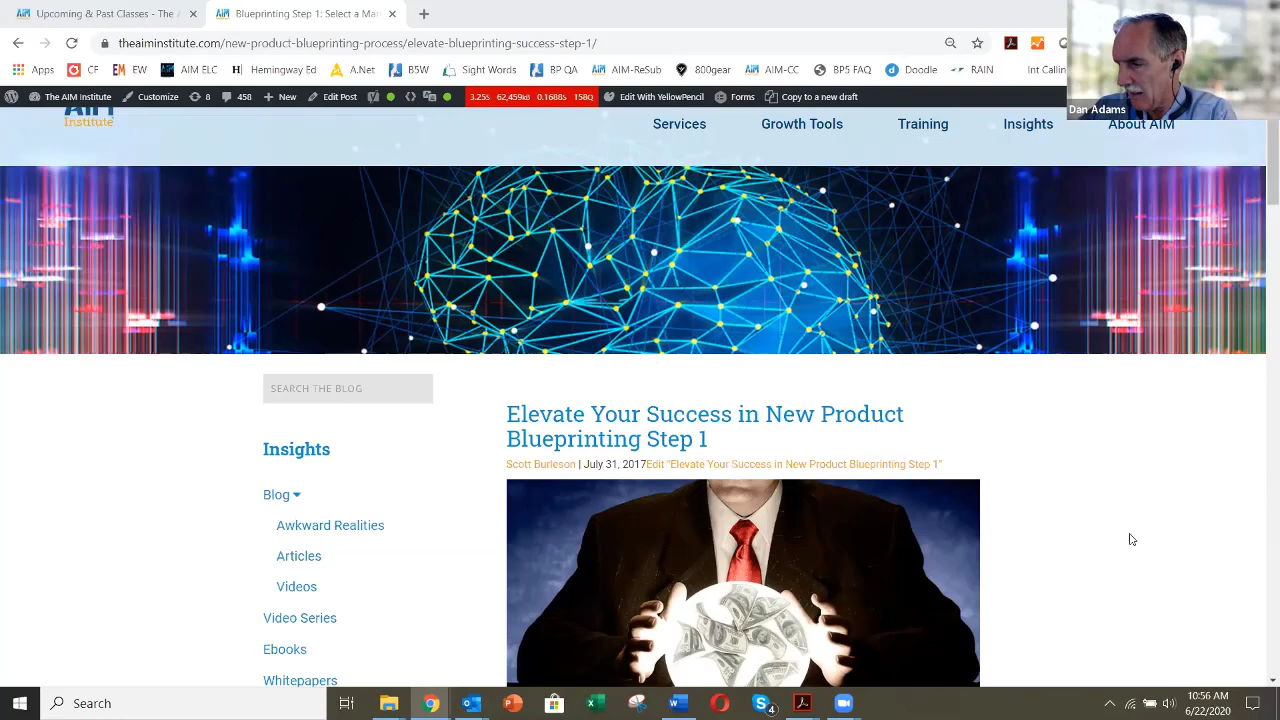 Upcoming & Past Classes - The A
Blueprinting Step 1: Select a Mar
theaiminstitute.com/new-product-blueprinting-process/elevate-blueprinting-success-step-1/
Apps CF EW AIM ELC Hemingway Ed A.Net B5W Sight Words BP QA AIM-ReSub 800gear AIM-CC BP5 FAQ Doodle RAIN Int Calling
The AIM Institute Customize 8 458 New Edit Post 3.25s 62,459kB 0.1688s 158Q Edit With YellowPencil Forms Copy to a new draft
Dan Adams
AIM
Institute
Services Growth Tools Training Insights About AIM
SEARCH THE BLOG
Insights
Blog
Awkward Realities
Articles
Videos
Video Series
Ebooks
Whitepapers
Elevate Your Success in New Product
Blueprinting Step 1
Scott Burleson | July 31, 2017Edit "Elevate Your Success in New Product Blueprinting Step 1"
Search
4
10:56 AM
6/22/2020